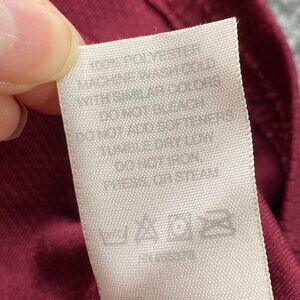 100% POLYESTER
MACHINE WASH COLD
WITH SIMILAR COLORS
DO NOT BLEACH
DO NOT ADD SOFTENERS
TUMBLE DRY LOW
DO NOT IRON,
PRESS, OR STEAM